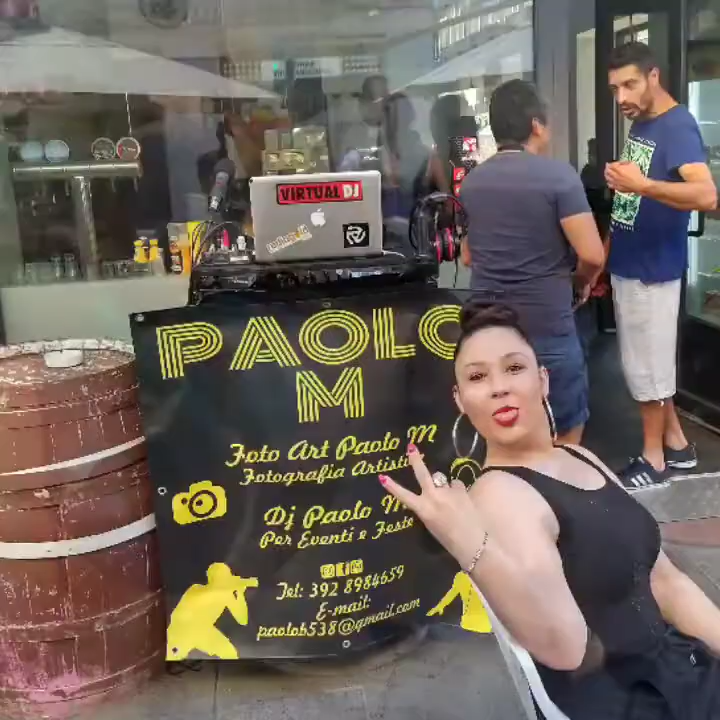 VIRTUAL DJ
PAOLO
M
Foto Art Paolo M
Fotografia Artisti
Dj Paolo M
Per Eventi e Feste
Tel: 392 8984659
E-mail:
paolob538@gmail.com